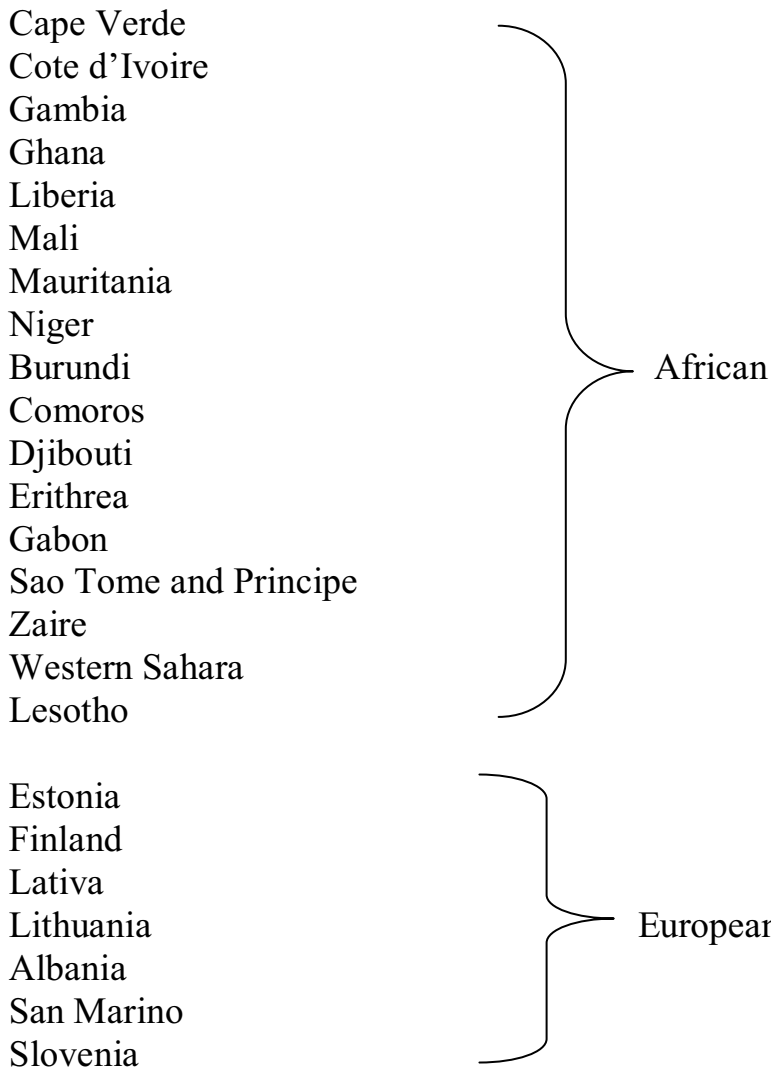 Cape Verde
Cote d’Ivoire
Gambia
Ghana
Liberia
Mali
Mauritania
Niger
Burundi African
Comoros
Djibouti
Erithrea
Gabon
Sao Tome and Principe
Zaire
Western Sahara
Lesotho
Estonia
Finland
Lativa
Lithuania European
Albania
San Marino
Slovenia